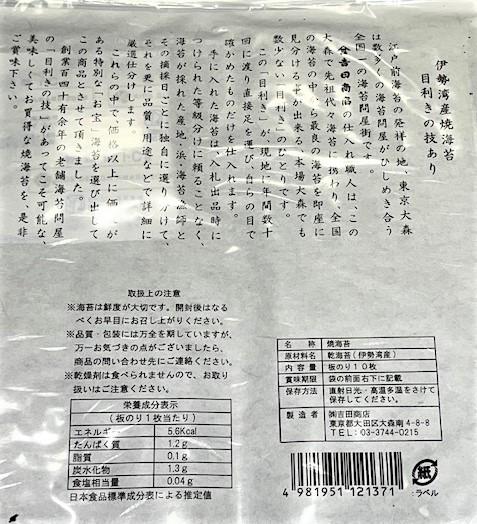 伊勢湾産焼海苔
目利きの技あり
江戸前海苔の発祥の地、東京大森
は数多くの海苔問屋がひしめき合う
全国一の海苔問屋街です。
吉田商店の仕入れ職人は、この
大森で先祖代々海苔に携わり、全国
の海苔の中から最良の海苔を即座に
見分ける事が出来る、本場大森でも
数少ない「目利き」のひとりです。
この「目利き」が、現地に年間数十
回に渡り直接足を運び、自らの目で
確かめたものだけを仕入れます。
手に入れた海苔は、入札出品時に
つけられた等級分けに頼ることなく、
海苔が採れた産地、浜、海苔漁師と
その摘採日ごとに独自に選り分けて、
それを更に品質、用途などで詳細に
厳選仕分けします。
これらの中で、価格以上に価値が
ある特別な「お宝」海苔を選び出して
この商品とさせて頂きました。
創業百四十有余年の老舗海苔問屋
の「目利きの技」があってこそ可能な、
美味しくてお買得な焼海苔を、是非
ご賞味下さい。
取扱上の注意
※海苔は鮮度が大切です。開封後はなる
べくお早目にお召し上がりください。
※品質・包装には万全を期していますが、
万一お気づきの点がございましたら、
商品の問い合わせ先にご連絡ください。
※乾燥剤は食べられませんので、お取り
扱いはご注意ください。
栄養成分表示
(板のり1枚当たり)
エネルギー 5.6Kcal
たんぱく質 1.2g
脂質 0.1g
炭水化物 1.3g
食塩相当量 0.04g
日本食品標準成分表による推定値
名称 焼海苔
原材料名 乾海苔(伊勢湾産)
内容量 板のり10枚
賞味期限 袋の前面右下に記載
保存方法 直射日光・高温多湿をさけて
保存してください。
製造者 ㈱吉田商店
東京都大田区大森南4-8-8
TEL:03-3744-0215
4 981951 121371
紙
:ラベル